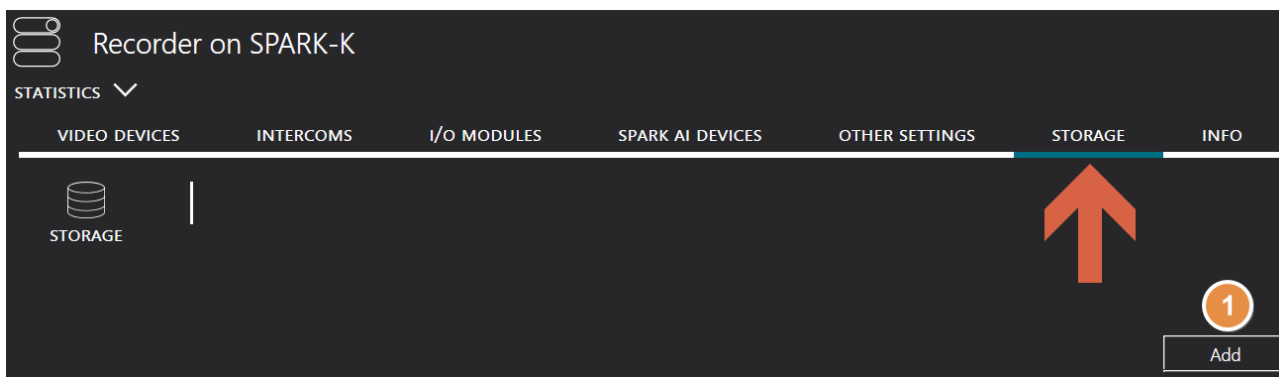 Recorder on SPARK-K
STATISTICS
VIDEO DEVICES INTERCOMS I/O MODULES SPARK AI DEVICES OTHER SETTINGS STORAGE INFO
STORAGE
1
Add